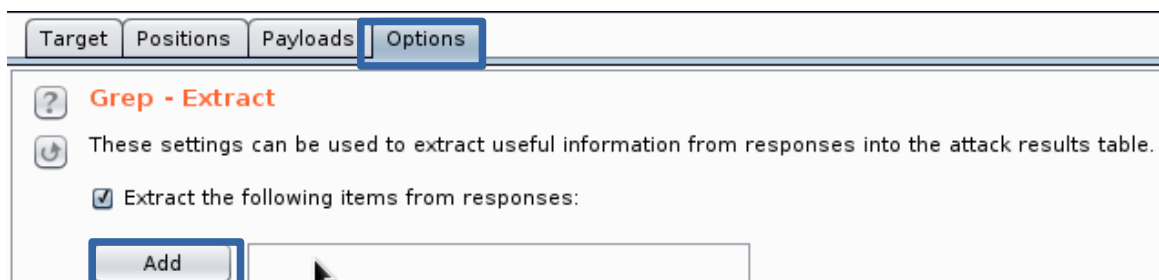 Target Positions Payloads Options
? Grep - Extract
These settings can be used to extract useful information from responses into the attack results table.
Extract the following items from responses:
Add